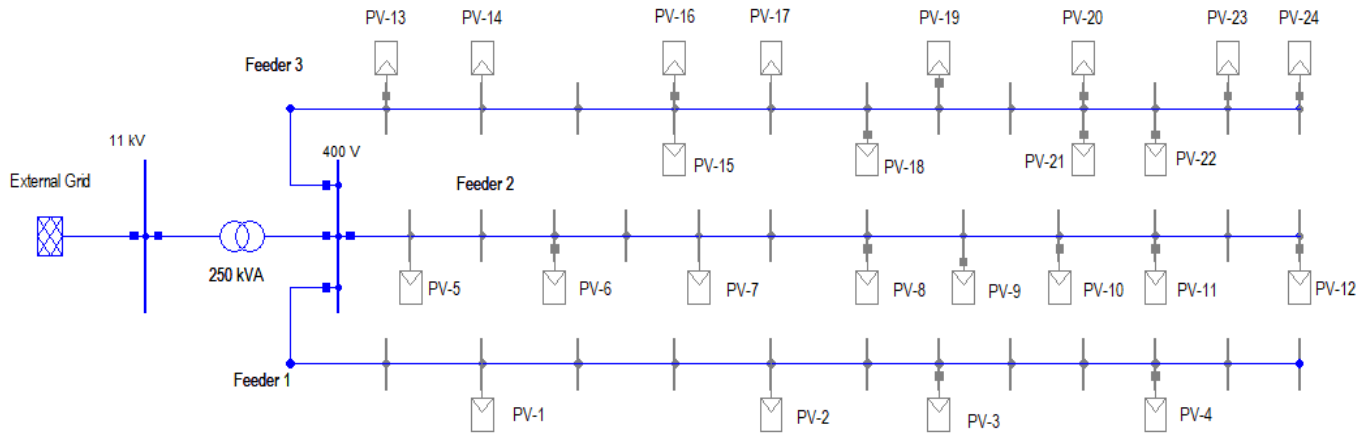 PV-13
PV-14
PV-16
PV-17
PV-19
PV-20
PV-23
PV-24
Feeder 3
11 kV
400 V
PV-15
PV-18
PV-21
PV-22
External Grid
Feeder 2
250 kVA
PV-5
PV-6
PV-7
PV-8
PV-9
PV-10
PV-11
PV-12
Feeder 1
PV-1
PV-2
PV-3
PV-4